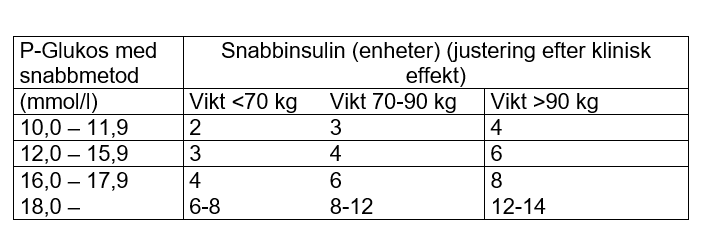 P-Glukos med snabbmetod
Snabbinsulin (enheter) (justering efter klinisk effekt)
(mmol/l) Vikt <70 kg Vikt 70-90 kg Vikt >90 kg
10,0 – 11,9 2 3 4
12,0 – 15,9 3 4 6
16,0 – 17,9 4 6 8
18,0 – 6-8 8-12 12-14